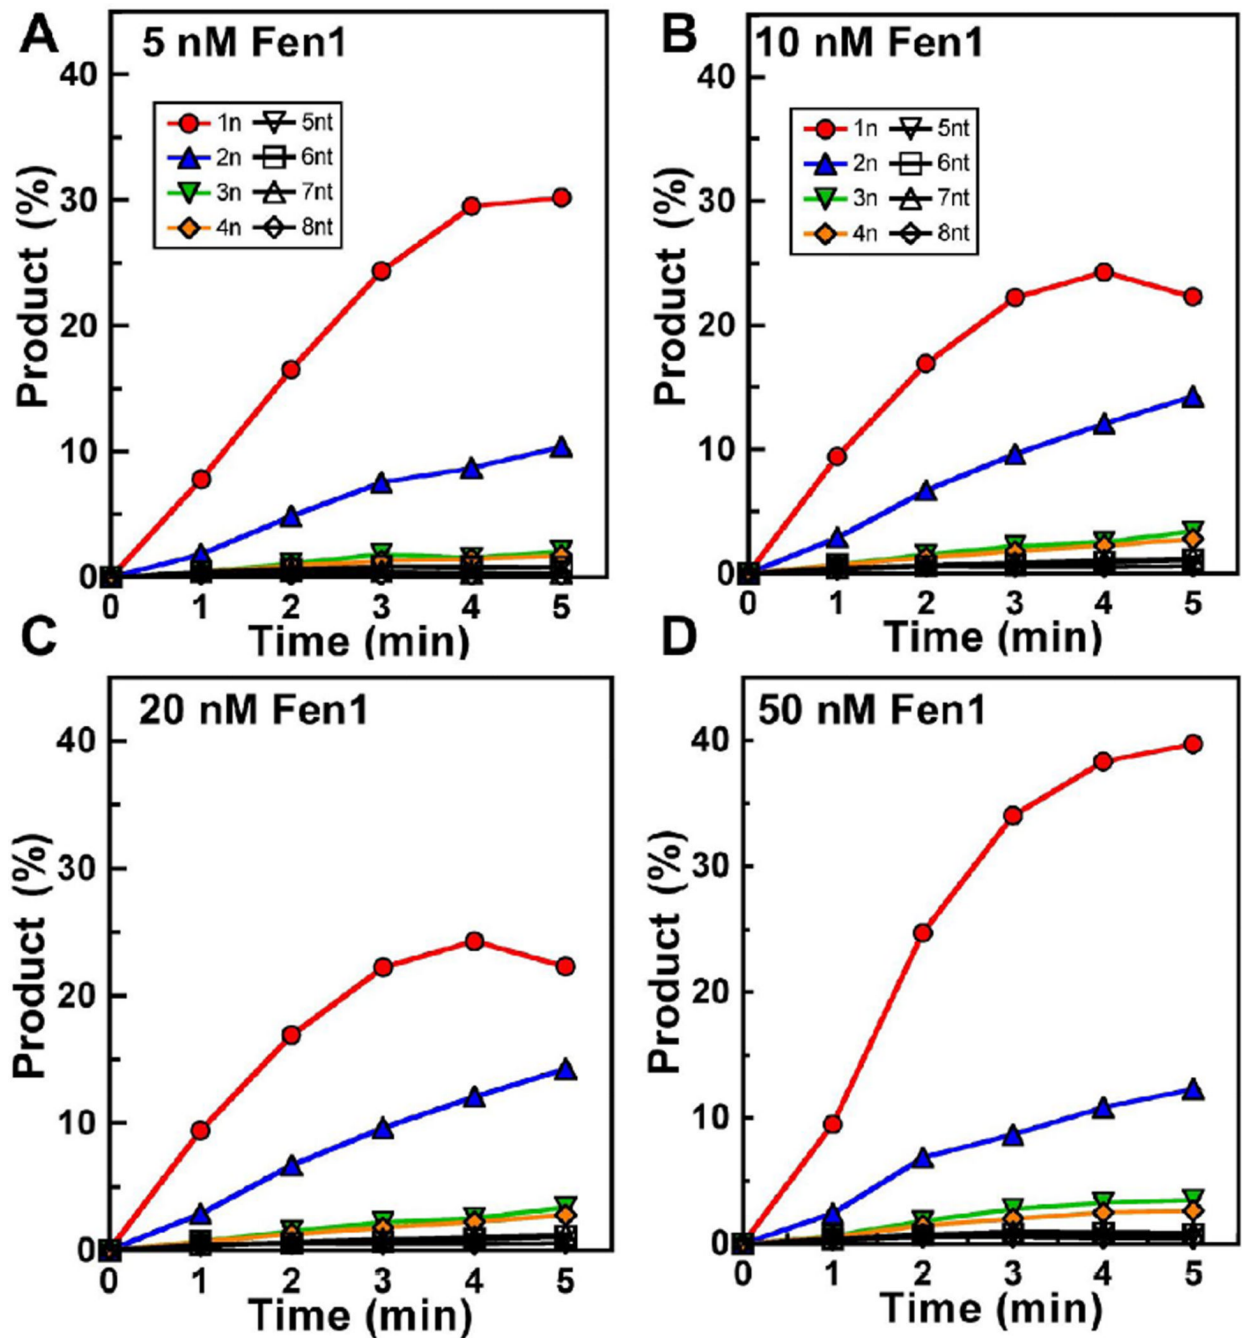 A 5 nM Fen1
Product (%)
40
30
20
10
0
1n 5nt
2n 6nt
3n 7nt
4n 8nt
0 1 2 3 4 5
Time (min)
B 10 nM Fen1
Product (%)
40
30
20
10
0
1n 5nt
2n 6nt
3n 7nt
4n 8nt
0 1 2 3 4 5
Time (min)
C 20 nM Fen1
Product (%)
40
30
20
10
0
0 1 2 3 4 5
Time (min)
D 50 nM Fen1
Product (%)
40
30
20
10
0
0 1 2 3 4 5
Time (min)